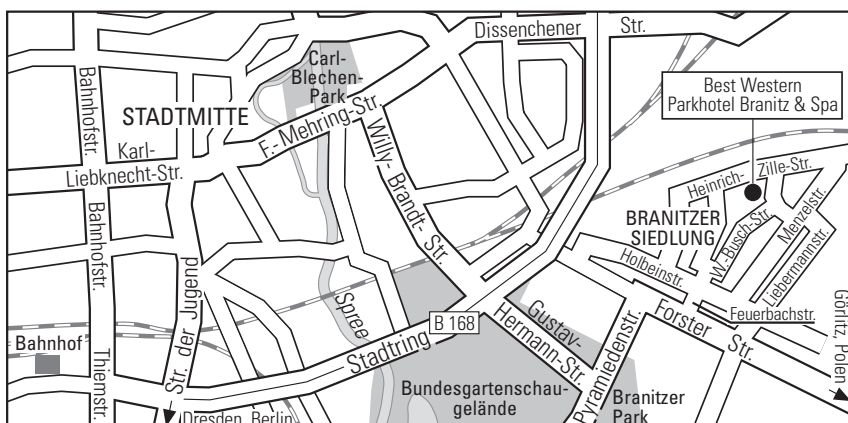 Dissenchener Str.
Carl-
Blechen-
Park
Best Western
Parkhotel Branitz & Spa
Bahnhofstr.
STADTMITTE
F.-Mehring-Str.
Karl-
Liebknecht-Str.
Willy-Brandt-Str.
Heinrich-Zille-Str.
BRANITZER
SIEDLUNG
W.-Busch-Str.
Menzelstr.
Liebermannstr.
Holbeinstr.
Feuerbachstr.
Bahnhofstr.
Str. der Jugend
Spree
Stadtring
B 168
Gustav-
Hermann-Str.
Pyramiedenstr.
Forster Str.
Görlitz, Polen
Bahnhof
Thiemstr.
Bundesgartenschau-
gelände
Branitzer
Park
Dresden, Berlin